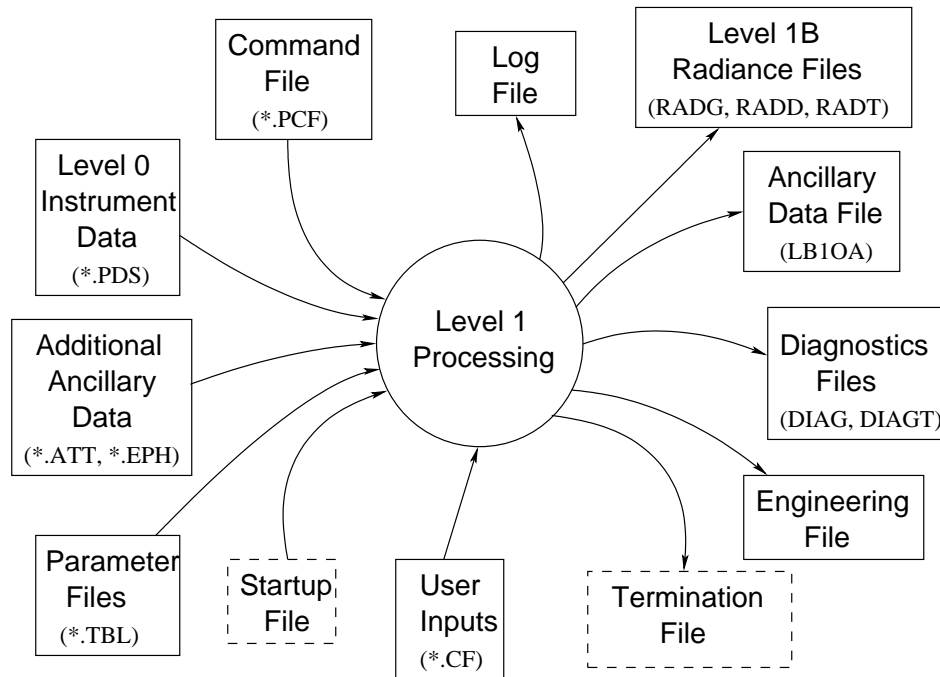 Command
File
(*.PCF)
Log
File
Level 1B
Radiance Files
(RADG, RADD, RADT)
Level 0
Instrument
Data
(*.PDS)
Ancillary
Data File
(LB1OA)
Level 1
Processing
Additional
Ancillary
Data
(*.ATT, *.EPH)
Diagnostics
Files
(DIAG, DIAGT)
Engineering
File
Parameter
Files
(*.TBL)
Startup
File
User
Inputs
(*.CF)
Termination
File